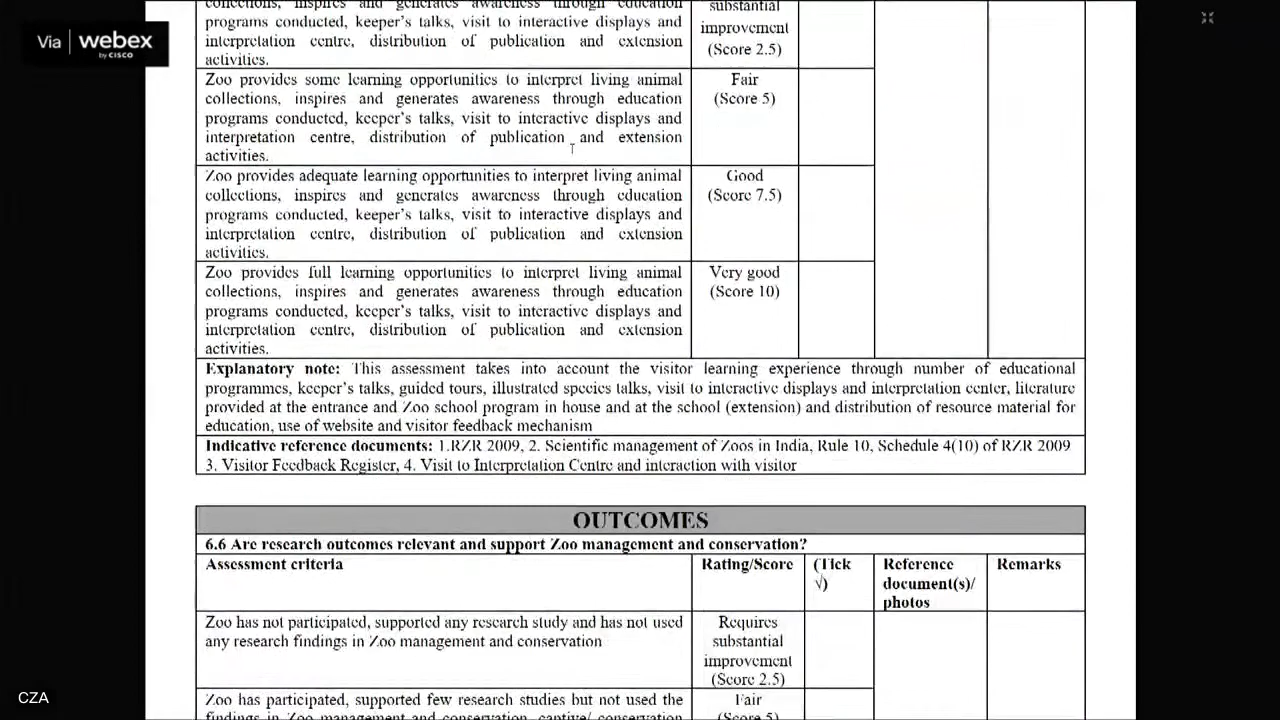 Via webex
by CISCO
collections, inspires and generates awareness through education
programs conducted, keeper's talks, visit to interactive displays and
interpretation centre, distribution of publication and extension
activities.
substantial
improvement
(Score 2.5)
Zoo provides some learning opportunities to interpret living animal
collections, inspires and generates awareness through education
programs conducted, keeper's talks, visit to interactive displays and
interpretation centre, distribution of publication and extension
activities.
Fair
(Score 5)
Zoo provides adequate learning opportunities to interpret living animal
collections, inspires and generates awareness through education
programs conducted, keeper's talks, visit to interactive displays and
interpretation centre, distribution of publication and extension
activities.
Good
(Score 7.5)
Zoo provides full learning opportunities to interpret living animal
collections, inspires and generates awareness through education
programs conducted, keeper's talks, visit to interactive displays and
interpretation centre, distribution of publication and extension
activities.
Very good
(Score 10)
Explanatory note: This assessment takes into account the visitor learning experience through number of educational
programmes, keeper's talks, guided tours, illustrated species talks, visit to interactive displays and interpretation center, literature
provided at the entrance and Zoo school program in house and at the school (extension) and distribution of resource material for
education, use of website and visitor feedback mechanism
Indicative reference documents: 1.RZR 2009, 2. Scientific management of Zoos in India, Rule 10, Schedule 4(10) of RZR 2009
3. Visitor Feedback Register, 4. Visit to Interpretation Centre and interaction with visitor
OUTCOMES
6.6 Are research outcomes relevant and support Zoo management and conservation?
Assessment criteria
Rating/Score
(Tick
√)
Reference
document(s)/
photos
Remarks
Zoo has not participated, supported any research study and has not used
any research findings in Zoo management and conservation
Requires
substantial
improvement
(Score 2.5)
Zoo has participated, supported few research studies but not used the
findings in Zoo management and conservation, captive/ conservation
Fair
(Score 5)
CZA